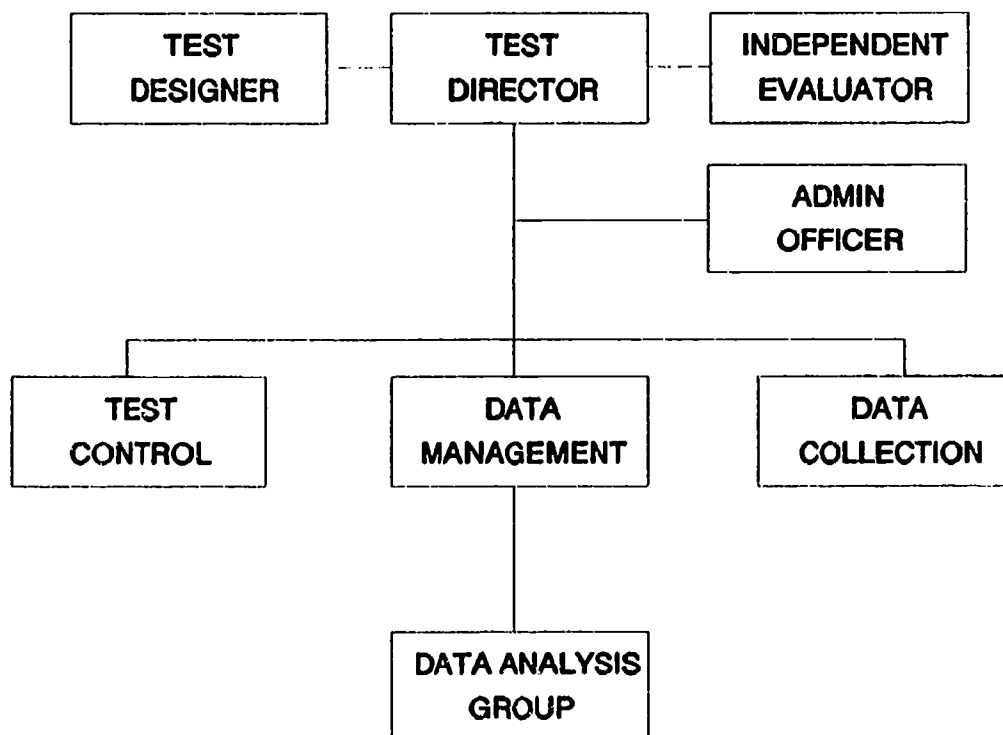 TEST
DESIGNER
TEST
DIRECTOR
INDEPENDENT
EVALUATOR
ADMIN
OFFICER
TEST
CONTROL
DATA
MANAGEMENT
DATA
COLLECTION
DATA ANALYSIS
GROUP